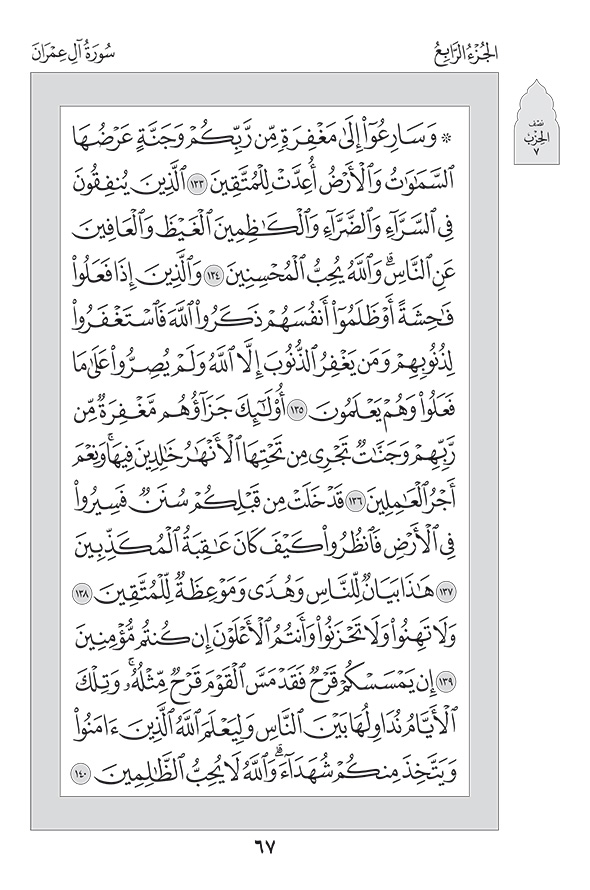 سُورَةُ آلِ عِمْرَانَ
الجُزْءُ الرَّابِعُ
نصف
الحزب
٧
۞ وَسَارِعُوٓاْ إِلَىٰ مَغْفِرَةٖ مِّن رَّبِّكُمْ وَجَنَّةٍ عَرْضُهَا
ٱلسَّمَٰوَٰتُ وَٱلْأَرْضُ أُعِدَّتْ لِلْمُتَّقِينَ ١٣٣ ٱلَّذِينَ يُنفِقُونَ
فِي ٱلسَّرَّآءِ وَٱلضَّرَّآءِ وَٱلْكَٰظِمِينَ ٱلْغَيْظَ وَٱلْعَافِينَ
عَنِ ٱلنَّاسِۗ وَٱللَّهُ يُحِبُّ ٱلْمُحْسِنِينَ ١٣٤ وَٱلَّذِينَ إِذَا فَعَلُواْ
فَٰحِشَةً أَوْ ظَلَمُوٓاْ أَنفُسَهُمْ ذَكَرُواْ ٱللَّهَ فَٱسْتَغْفَرُواْ
لِذُنُوبِهِمْ وَمَن يَغْفِرُ ٱلذُّنُوبَ إِلَّا ٱللَّهُ وَلَمْ يُصِرُّواْ عَلَىٰ مَا
فَعَلُواْ وَهُمْ يَعْلَمُونَ ١٣٥ أُوْلَٰٓئِكَ جَزَآؤُهُم مَّغْفِرَةٞ مِّن
رَّبِّهِمْ وَجَنَّٰتٞ تَجْرِي مِن تَحْتِهَا ٱلْأَنْهَٰرُ خَٰلِدِينَ فِيهَاۚ وَنِعْمَ
أَجْرُ ٱلْعَٰمِلِينَ ١٣٦ قَدْ خَلَتْ مِن قَبْلِكُمْ سُنَنٞ فَسِيرُواْ
فِي ٱلْأَرْضِ فَٱنظُرُواْ كَيْفَ كَانَ عَٰقِبَةُ ٱلْمُكَذِّبِينَ
١٣٧ هَٰذَا بَيَانٞ لِّلنَّاسِ وَهُدٗى وَمَوْعِظَةٞ لِّلْمُتَّقِينَ ١٣٨
وَلَا تَهِنُواْ وَلَا تَحْزَنُواْ وَأَنتُمُ ٱلْأَعْلَوْنَ إِن كُنتُم مُّؤْمِنِينَ
١٣٩ إِن يَمْسَسْكُمْ قَرْحٞ فَقَدْ مَسَّ ٱلْقَوْمَ قَرْحٞ مِّثْلُهُۥۚ وَتِلْكَ
ٱلْأَيَّامُ نُدَاوِلُهَا بَيْنَ ٱلنَّاسِ وَلِيَعْلَمَ ٱللَّهُ ٱلَّذِينَ ءَامَنُواْ
وَيَتَّخِذَ مِنكُمْ شُهَدَآءَۗ وَٱللَّهُ لَا يُحِبُّ ٱلظَّٰلِمِينَ ١٤٠
٦٧